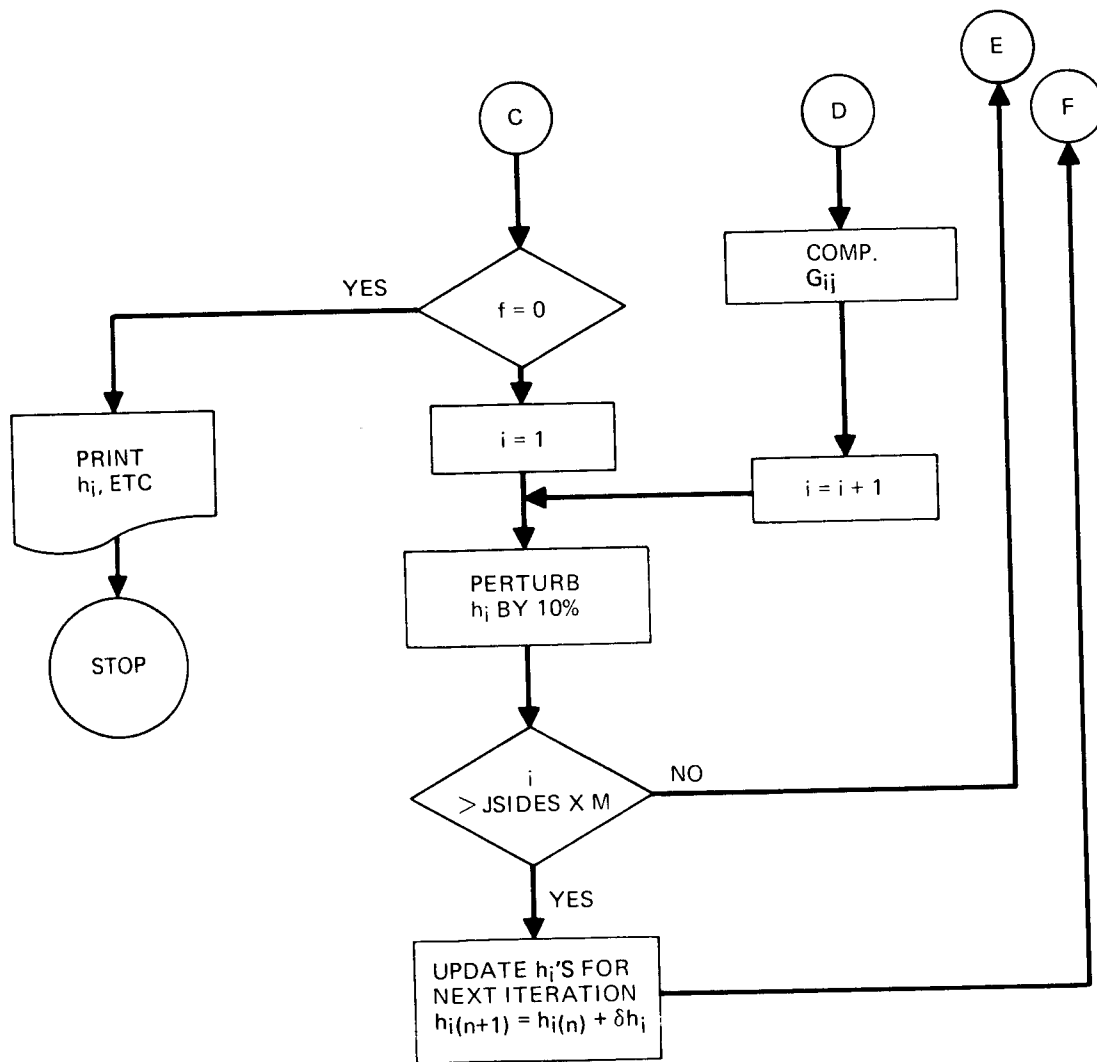 E
F
C
D
COMP.
Gij
YES
f = 0
i = 1
PRINT
hi, ETC
i = i + 1
PERTURB
hi BY 10%
STOP
i
> JSIDES X M
NO
YES
UPDATE hi'S FOR
NEXT ITERATION
hi(n+1) = hi(n) + δhi